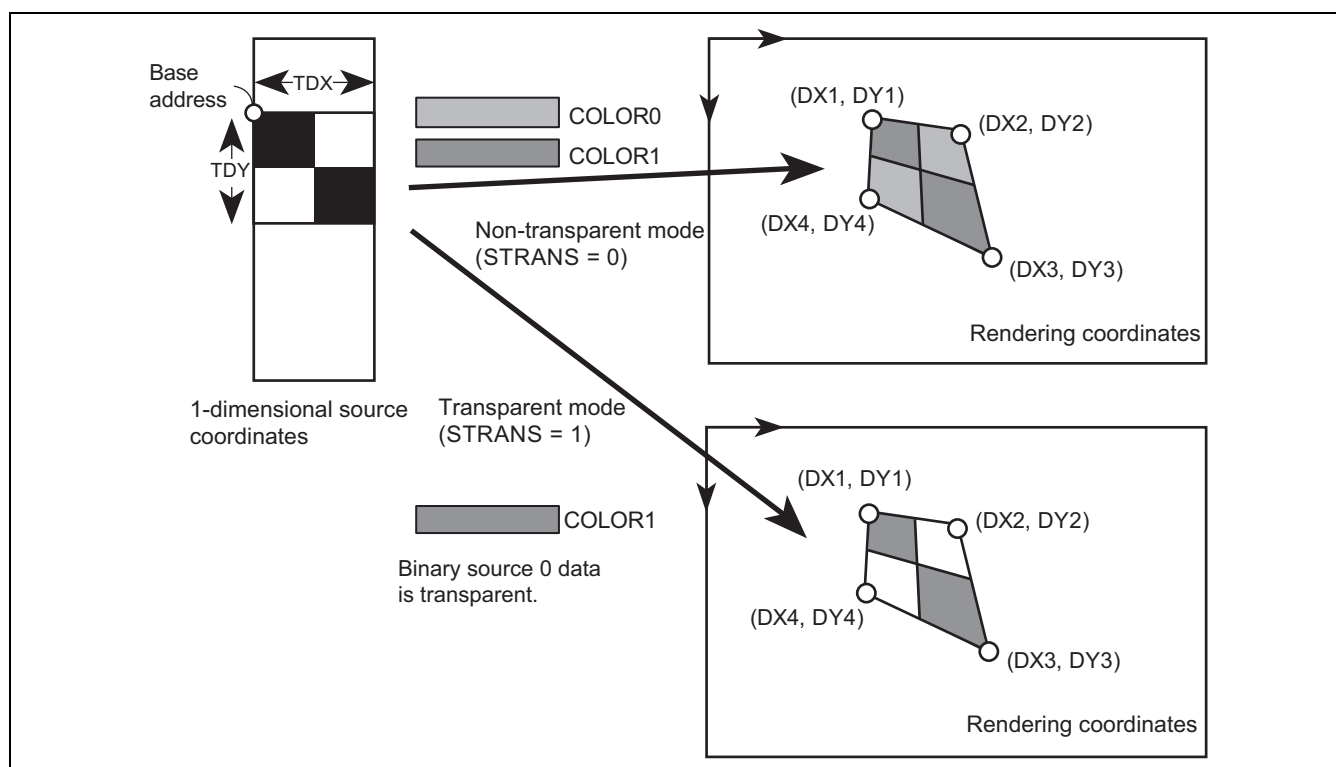 Base
address
TDX
TDY
COLOR0
COLOR1
(DX1, DY1)
(DX2, DY2)
(DX4, DY4)
(DX3, DY3)
Non-transparent mode
(STRANS = 0)
Rendering coordinates
1-dimensional source
coordinates
Transparent mode
(STRANS = 1)
COLOR1
Binary source 0 data
is transparent.
(DX1, DY1)
(DX2, DY2)
(DX4, DY4)
(DX3, DY3)
Rendering coordinates